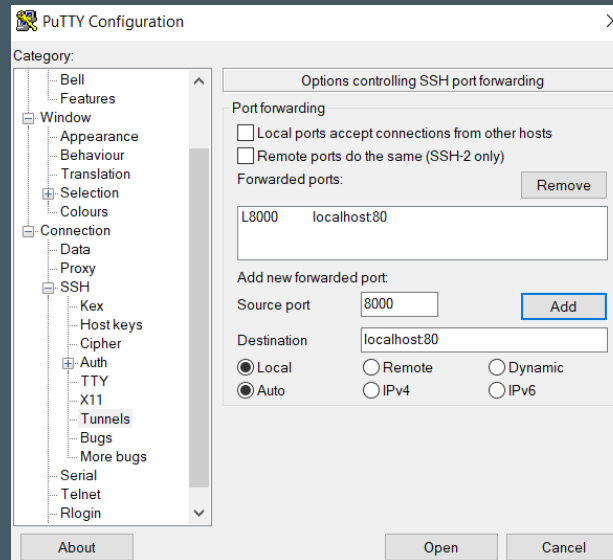 PuTTY Configuration
Category:
Bell
Features
Window
Appearance
Behaviour
Translation
Selection
Colours
Connection
Data
Proxy
SSH
Kex
Host keys
Cipher
Auth
TTY
X11
Tunnels
Bugs
More bugs
Serial
Telnet
Rlogin
Options controlling SSH port forwarding
Port forwarding
Local ports accept connections from other hosts
Remote ports do the same (SSH-2 only)
Forwarded ports:
Remove
L8000 localhost:80
Add new forwarded port:
Source port 8000 Add
Destination localhost:80
Local Remote Dynamic
Auto IPv4 IPv6
About Open Cancel